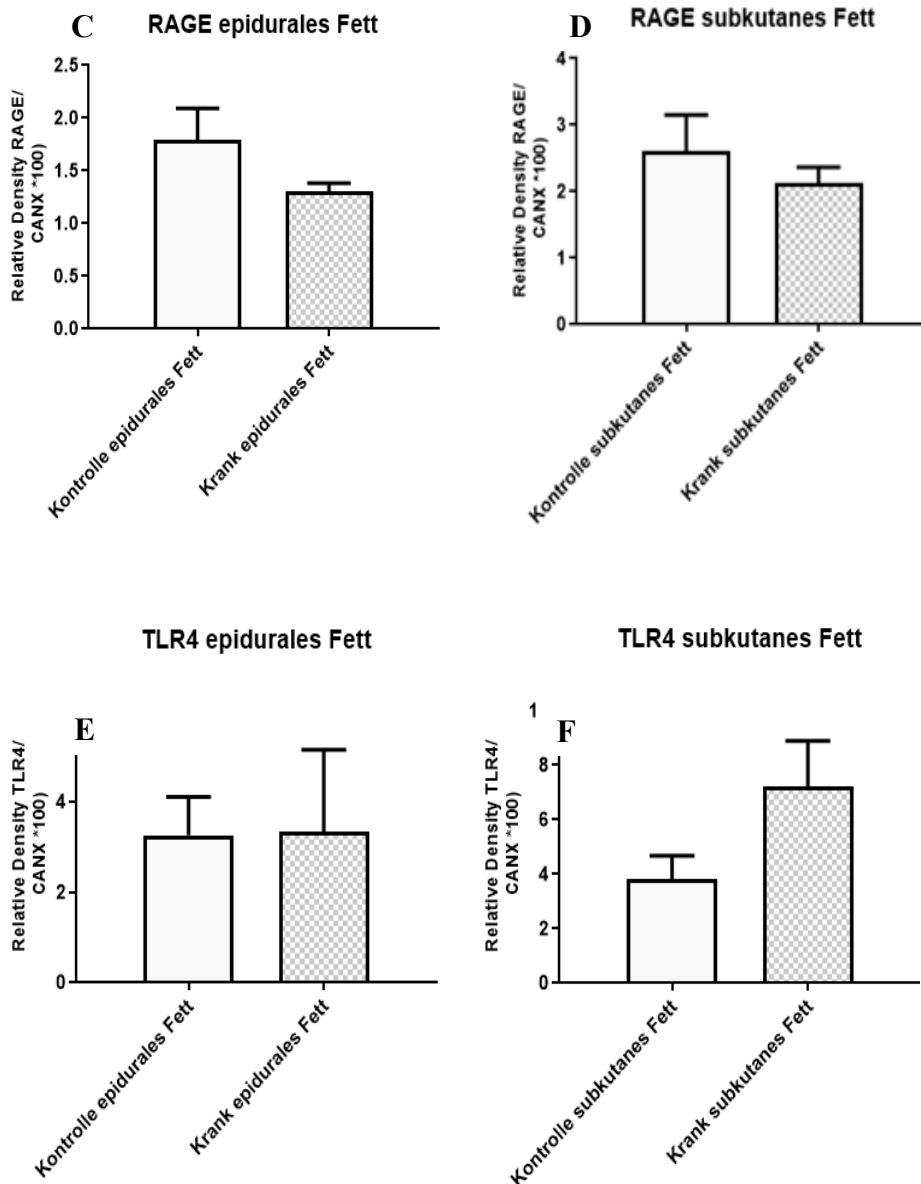 C
RAGE epidurales Fett
Relative Density RAGE/
CANX *100)
2.5
2.0
1.5
1.0
0.5
0.0
Kontrolle epidurales Fett
Krank epidurales Fett
D
RAGE subkutanes Fett
Relative Density RAGE/
CANX *100)
4
3
2
1
0
Kontrolle subkutanes Fett
Krank subkutanes Fett
TLR4 epidurales Fett
E
Relative Density TLR4/
CANX *100)
4
2
0
Kontrolle epidurales Fett
Krank epidurales Fett
TLR4 subkutanes Fett
F
Relative Density TLR4/
CANX *100)
1
8
6
4
2
0
Kontrolle subkutanes Fett
Krank subkutanes Fett